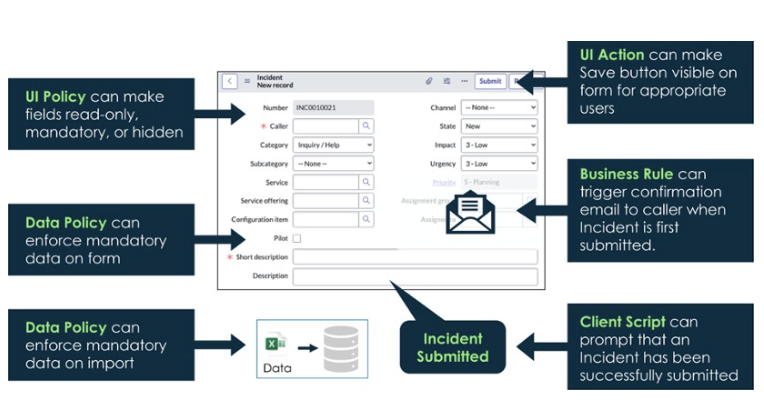 UI Policy can make
fields read-only,
mandatory, or hidden
Data Policy can
enforce mandatory
data on form
Data Policy can
enforce mandatory
data on import
Incident
New record
Submit
Number INC0010021
* Caller
Category Inquiry / Help
Subcategory -- None --
Service
Service offering
Configuration item
Pilot
* Short description
Description
Channel -- None --
State New
Impact 3 - Low
Urgency 3 - Low
Priority 5 - Planning
Assignment
Data
Incident
Submitted
UI Action can make
Save button visible on
form for appropriate
users
Business Rule can
trigger confirmation
email to caller when
Incident is first
submitted.
Client Script can
prompt that an
Incident has been
successfully submitted